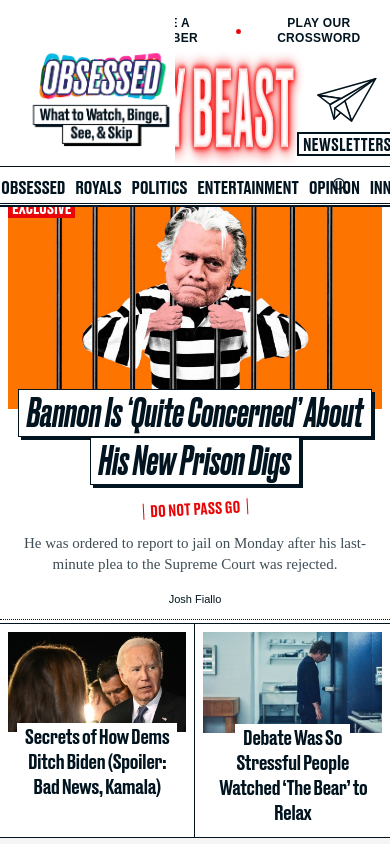 E A
BER
PLAY OUR
CROSSWORD
OBSESSED
What to Watch, Binge,
See, & Skip
Y BEAST
NEWSLETTERS
OBSESSED ROYALS POLITICS ENTERTAINMENT OPINION INN
EXCLUSIVE
Bannon Is ‘Quite Concerned’ About
His New Prison Digs
DO NOT PASS GO
He was ordered to report to jail on Monday after his last-
minute plea to the Supreme Court was rejected.
Josh Fiallo
Secrets of How Dems
Ditch Biden (Spoiler:
Bad News, Kamala)
Debate Was So
Stressful People
Watched ‘The Bear’ to
Relax